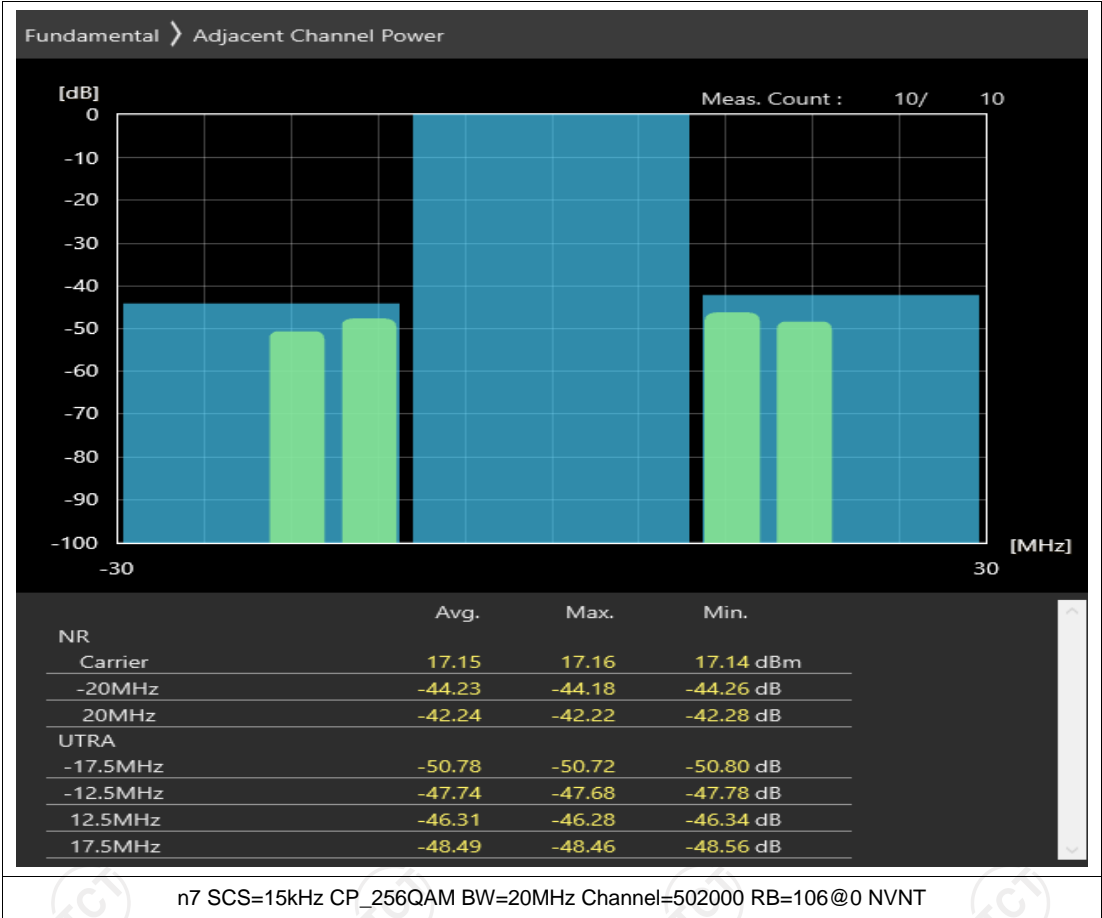 Fundamental ❯ Adjacent Channel Power
[dB]
Meas. Count : 10/ 10
0
-10
-20
-30
-40
-50
-60
-70
-80
-90
-100
[MHz]
-30 30
Avg. Max. Min.
NR
Carrier 17.15 17.16 17.14 dBm
-20MHz -44.23 -44.18 -44.26 dB
20MHz -42.24 -42.22 -42.28 dB
UTRA
-17.5MHz -50.78 -50.72 -50.80 dB
-12.5MHz -47.74 -47.68 -47.78 dB
12.5MHz -46.31 -46.28 -46.34 dB
17.5MHz -48.49 -48.46 -48.56 dB
n7 SCS=15kHz CP_256QAM BW=20MHz Channel=502000 RB=106@0 NVNT
TCT TCT TCT TCT